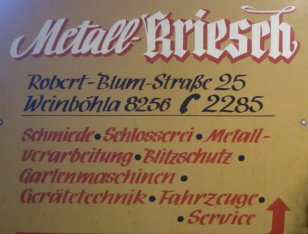 Metall-Kriesch
Robert-Blum-Straße 25
Weinböhla 8256 ☎ 2285
Schmiede • Schlosserei • Metall-
verarbeitung • Blitzschutz •
Gartenmaschinen •
Gerätetechnik • Fahrzeuge •
• Service